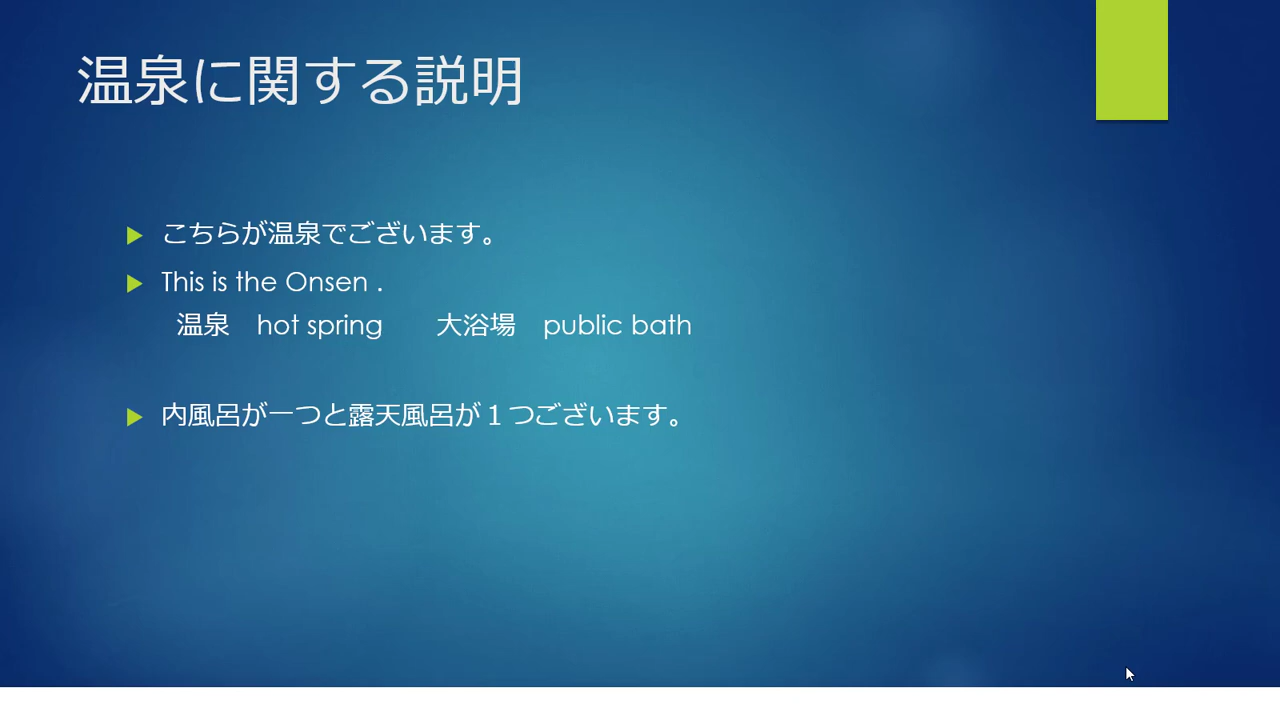 温泉に関する説明
こちらが温泉でございます。
This is the Onsen .
温泉　hot spring　　大浴場　public bath
内風呂が一つと露天風呂が１つございます。